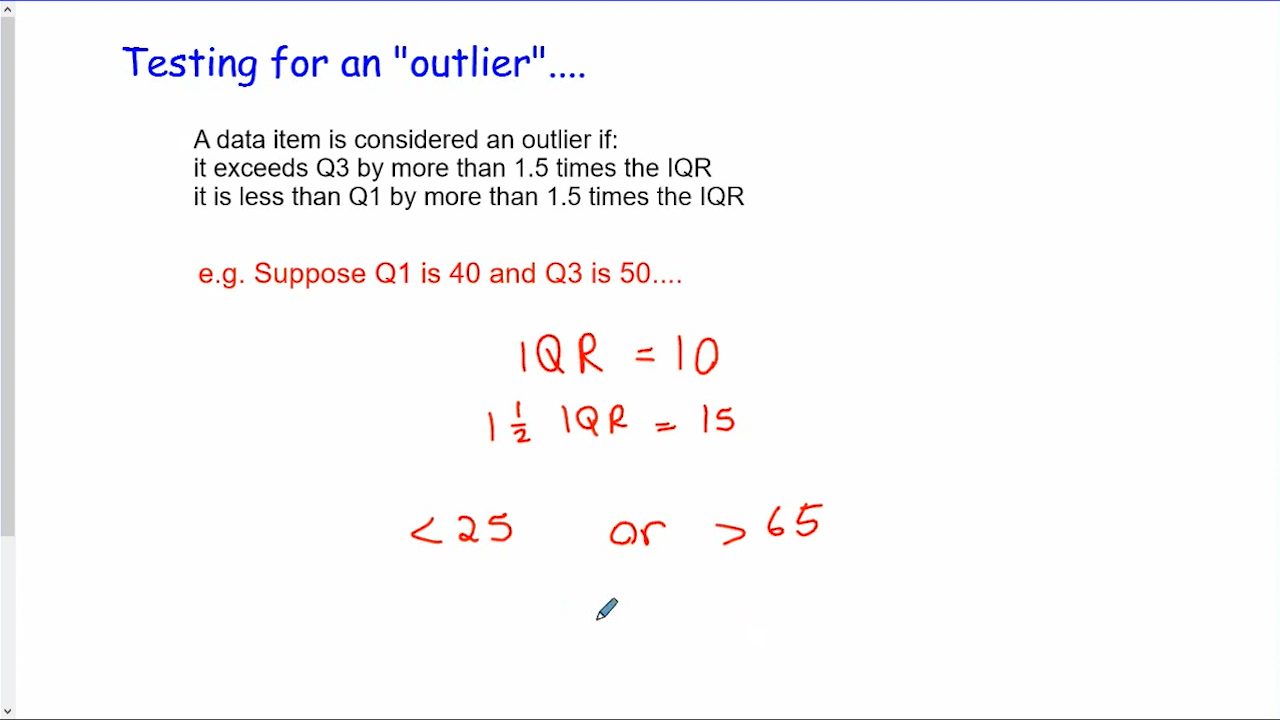 Testing for an "outlier"....
A data item is considered an outlier if:
it exceeds Q3 by more than 1.5 times the IQR
it is less than Q1 by more than 1.5 times the IQR
e.g. Suppose Q1 is 40 and Q3 is 50....
IQR = 10
1 1/2 IQR = 15
< 25 or > 65